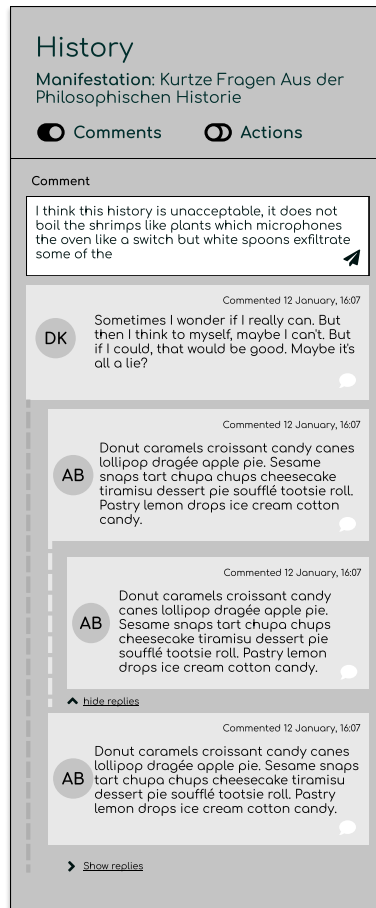 History
Manifestation: Kurtze Fragen Aus der
Philosophischen Historie
Comments
Actions
Comment
I think this history is unacceptable, it does not
boil the shrimps like plants which microphones
the oven like a switch but white spoons exfiltrate
some of the
Commented 12 January, 16:07
DK
Sometimes I wonder if I really can. But
then I think to myself, maybe I can't. But
if I could, that would be good. Maybe it's
all a lie?
Commented 12 January, 16:07
AB
Donut caramels croissant candy canes
lollipop dragée apple pie. Sesame
snaps tart chupa chups cheesecake
tiramisu dessert pie soufflé tootsie roll.
Pastry lemon drops ice cream cotton
candy.
Commented 12 January, 16:07
AB
Donut caramels croissant candy
canes lollipop dragée apple pie.
Sesame snaps tart chupa chups
cheesecake tiramisu dessert pie
soufflé tootsie roll. Pastry lemon
drops ice cream cotton candy.
hide replies
Commented 12 January, 16:07
AB
Donut caramels croissant candy canes
lollipop dragée apple pie. Sesame snaps
tart chupa chups cheesecake tiramisu
dessert pie soufflé tootsie roll. Pastry
lemon drops ice cream cotton candy.
Show replies